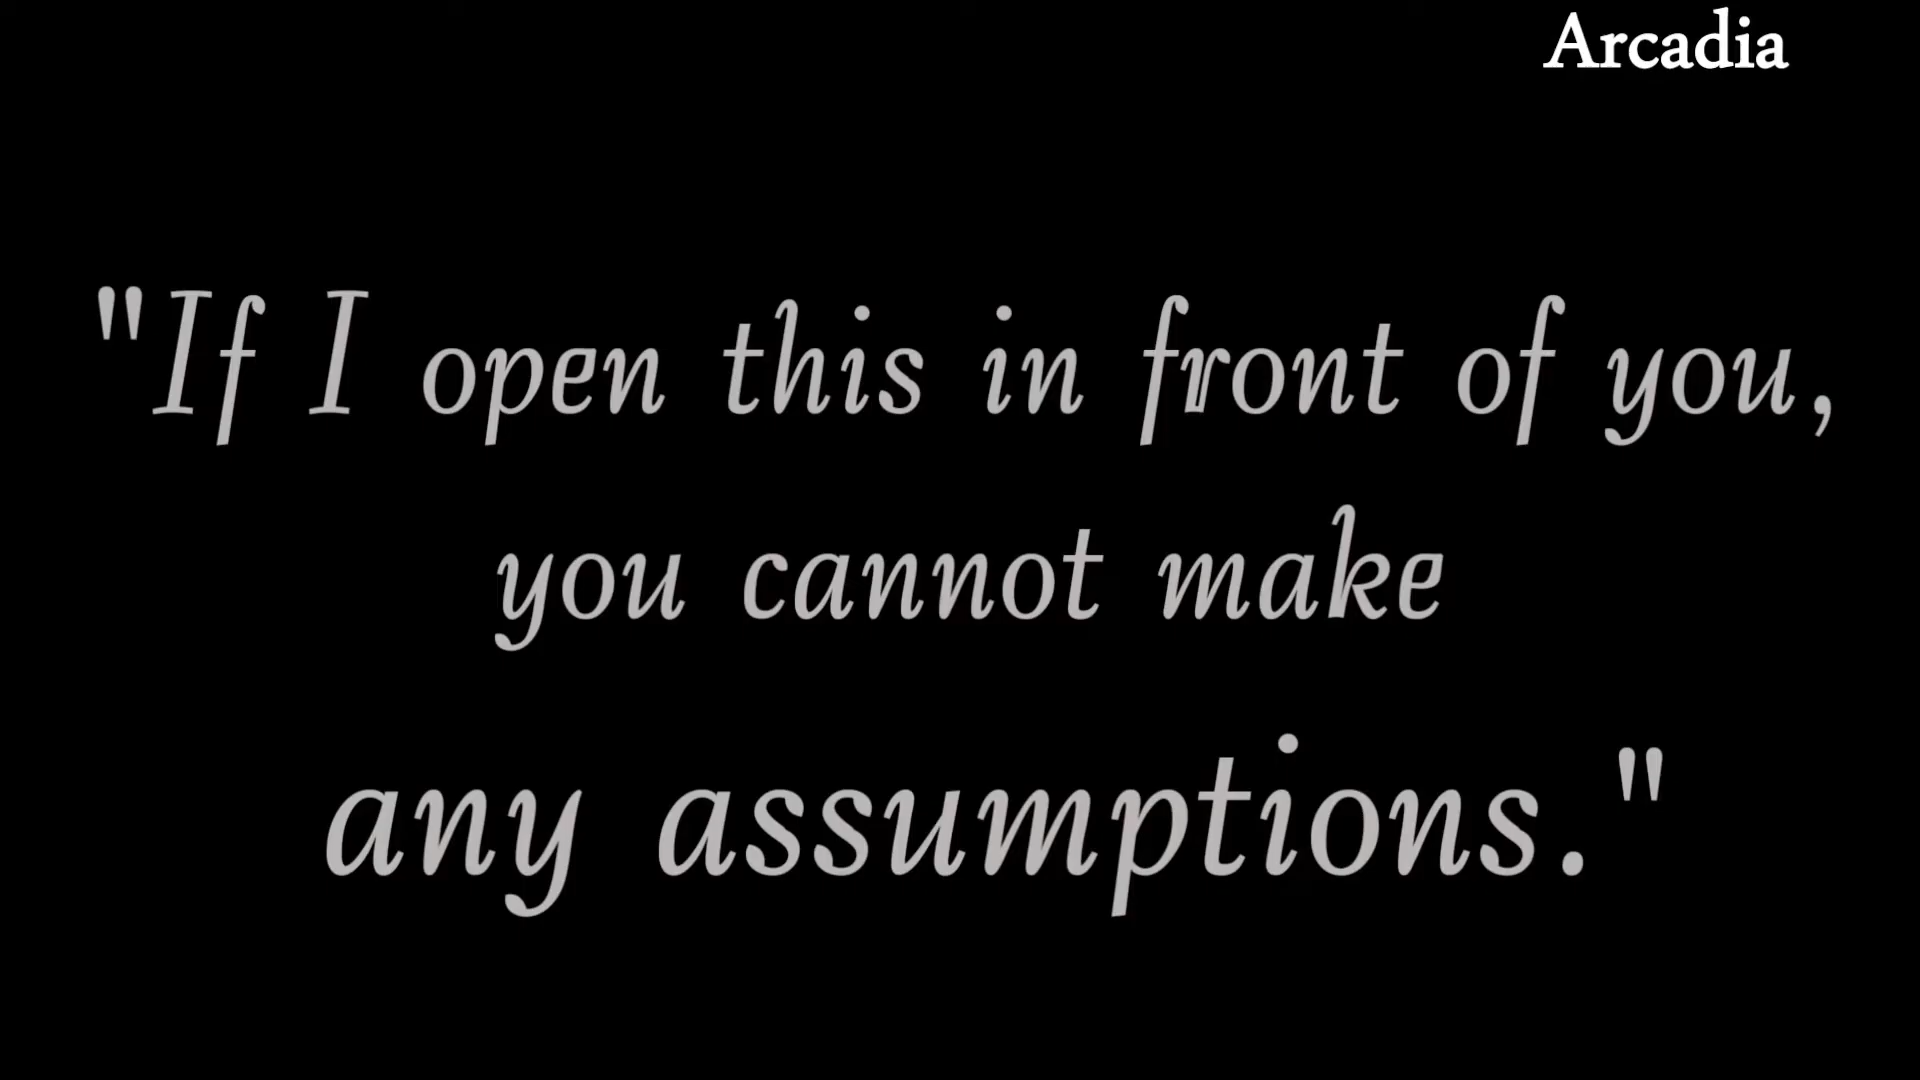 Arcadia
"If I open this in front of you,
you cannot make
any assumptions."